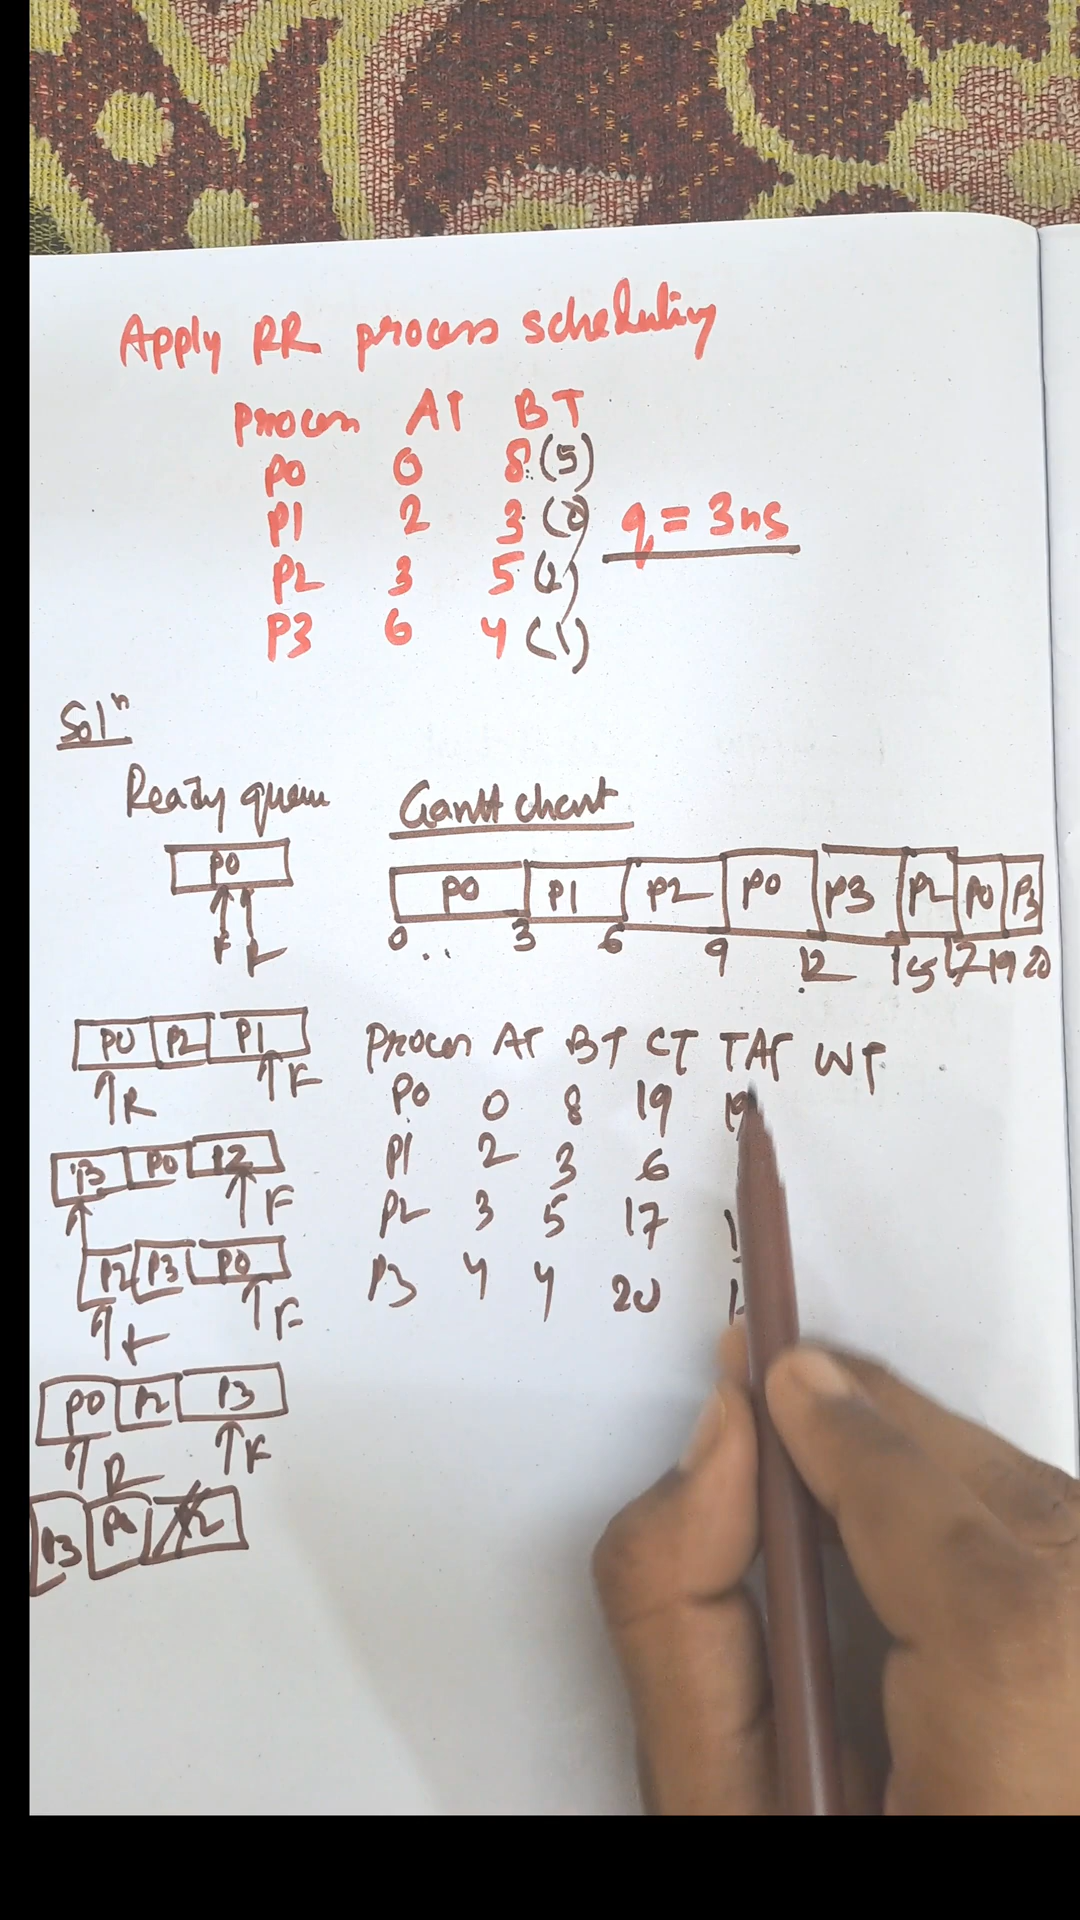 Apply RR process scheduling
Process AT BT
P0 0 8 (5)
P1 2 3 (0) q = 3ns
P2 3 5 (2)
P3 6 4 (1)
Solⁿ
Ready queue Gantt chart
P0
F R
P0 P1 P2 P0 P3 P2 P0 P3
0 3 6 9 12 15 17 19 20
P0 P2 P1
R F
P3 P0 P2
F
P2 P3 P0
R F
P0 P2 P3
R F
P3 P0
Process AT BT CT TAT WT
P0 0 8 19 19
P1 2 3 6
P2 3 5 17
P3 4 4 20